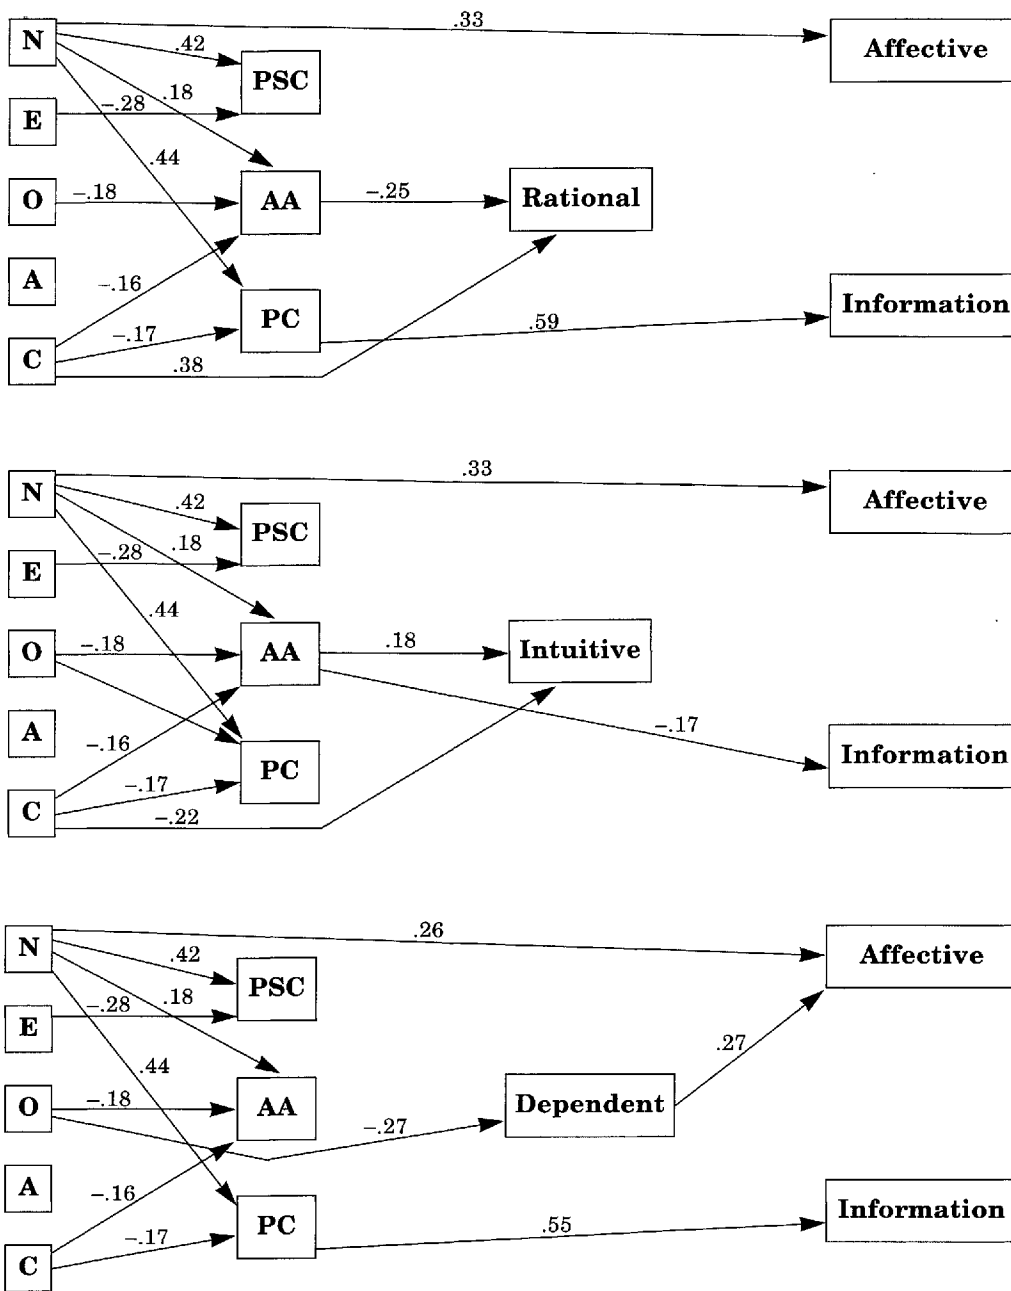 .33
N
Affective
.42
PSC
.18
-.28
E
.44
-.18
O
AA
-.25
Rational
A
-.16
PC
Information
.59
-.17
C
.38
.33
N
Affective
.42
PSC
.18
-.28
E
.44
-.18
O
AA
.18
Intuitive
A
-.16
-.17
Information
PC
-.17
C
-.22
.26
N
Affective
.42
PSC
.18
-.28
E
.27
.44
-.18
O
AA
Dependent
-.27
A
-.16
Information
PC
.55
-.17
C